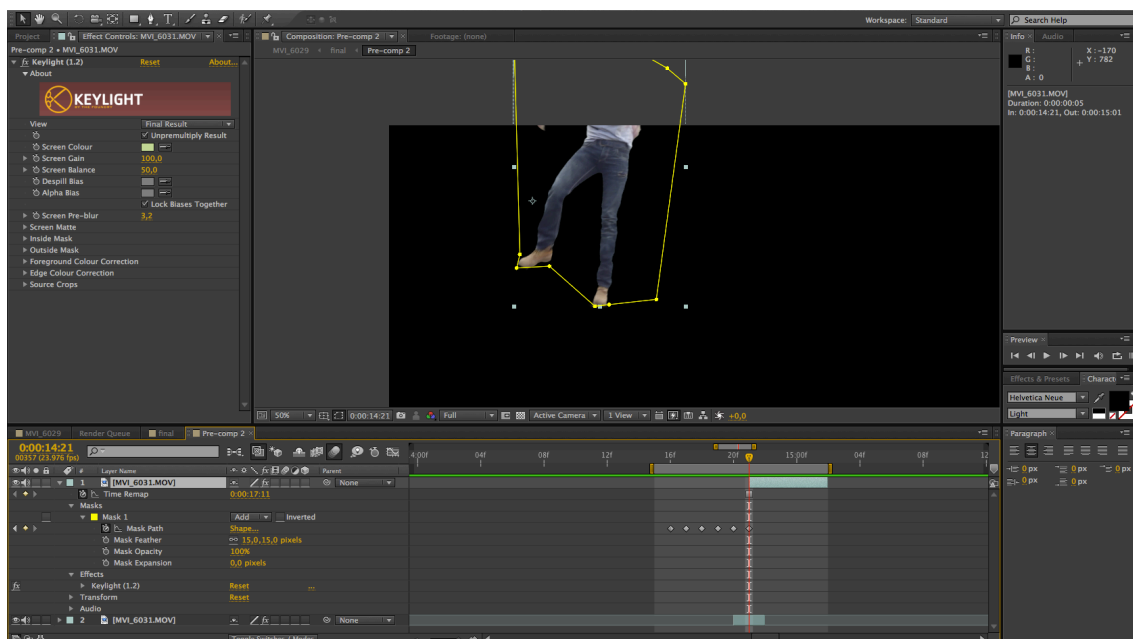 Workspace: Standard
Search Help
Project Effect Controls: MVI_6031.MOV
Composition: Pre-comp 2 Footage: (none)
Info Audio
Pre-comp 2 • MVI_6031.MOV
MVI_6029 final Pre-comp 2
R : X : -170
G : Y : 782
B :
A : 0
fx Keylight (1.2) Reset About...
About
KEYLIGHT
[MVI_6031.MOV]
Duration: 0:00:00:05
In: 0:00:14:21, Out: 0:00:15:01
View Final Result
Unpremultiply Result
Screen Colour
Screen Gain 100,0
Screen Balance 50,0
Despill Bias
Alpha Bias
Lock Biases Together
Screen Pre-blur 3,2
Screen Matte
Inside Mask
Outside Mask
Foreground Colour Correction
Edge Colour Correction
Source Crops
Preview
Effects & Presets Charact
Helvetica Neue
Light
50% 0:00:14:21 Full Active Camera 1 View +0,0
MVI_6029 Render Queue final Pre-comp 2
Paragraph
0:00:14:21
00357 (23.976 fps)
4:00f 04f 08f 12f 16f 20f 15:00f 04f 08f 12
# Layer Name Parent
0 px 0 px 0 px
0 px 0 px
1 [MVI_6031.MOV] None
Time Remap 0:00:17:11
Masks
Mask 1 Add Inverted
Mask Path Shape...
Mask Feather 15,0,15,0 pixels
Mask Opacity 100%
Mask Expansion 0,0 pixels
Effects
fx Keylight (1.2) Reset ...
Transform Reset
Audio
2 [MVI_6031.MOV] None
Toggle Switches / Modes